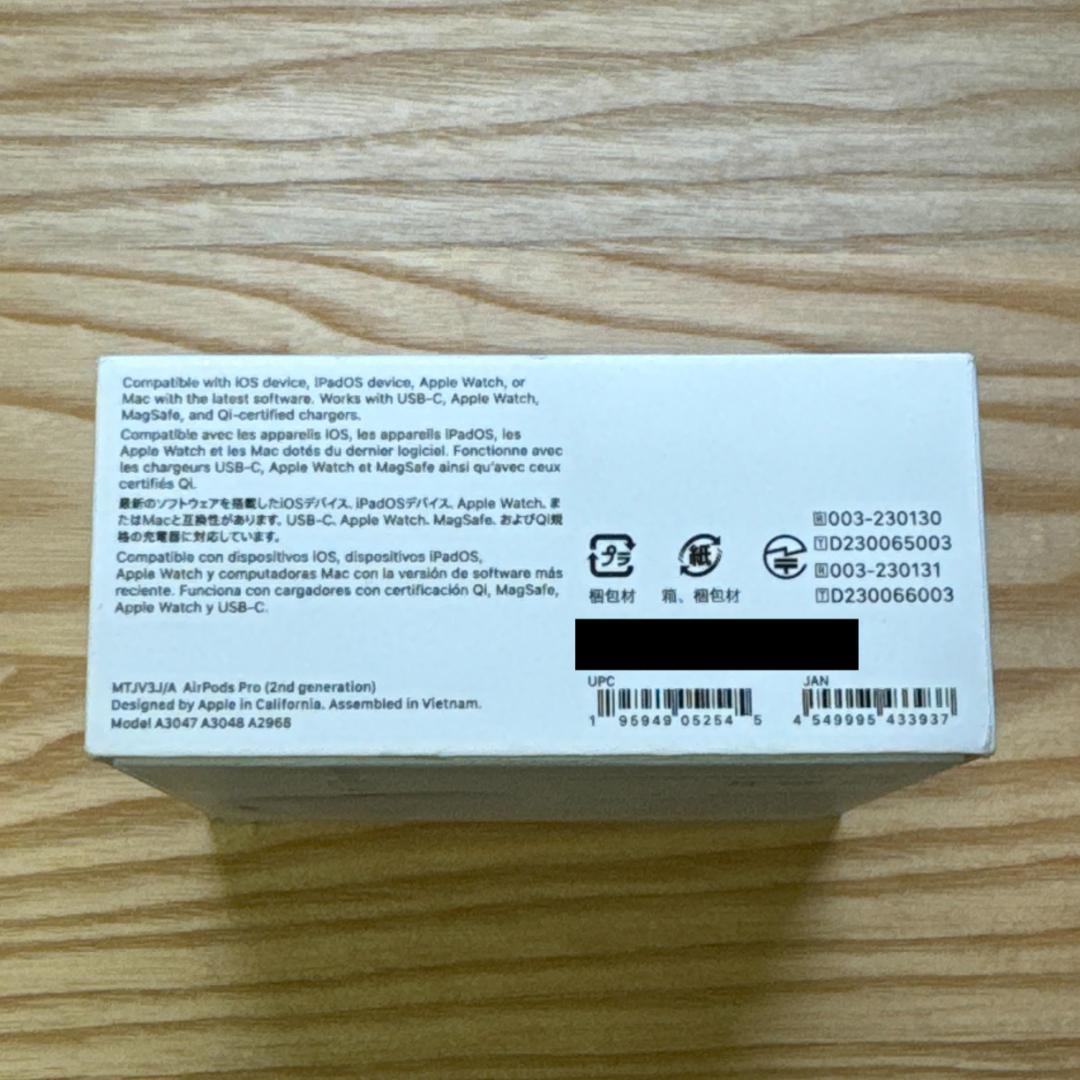 Compatible with iOS device, iPadOS device, Apple Watch, or
Mac with the latest software. Works with USB-C, Apple Watch,
MagSafe, and Qi-certified chargers.
Compatible avec les appareils iOS, les appareils iPadOS, les
Apple Watch et les Mac dotés du dernier logiciel. Fonctionne avec
les chargeurs USB-C, Apple Watch et MagSafe ainsi qu'avec ceux
certifiés Qi.
最新のソフトウェアを搭載したiOSデバイス、iPadOSデバイス、Apple Watch、ま
たはMacと互換性があります。USB-C、Apple Watch、MagSafe、およびQi規
格の充電器に対応しています。
Compatible con dispositivos iOS, dispositivos iPadOS,
Apple Watch y computadoras Mac con la versión de software más
reciente. Funciona con cargadores con certificación Qi, MagSafe,
Apple Watch y USB-C.
MTJV3J/A AirPods Pro (2nd generation)
Designed by Apple in California. Assembled in Vietnam.
Model A3047 A3048 A2968
プラ
梱包材
紙
箱、梱包材
R 003-230130
T D230065003
R 003-230131
T D230066003
UPC
1 95949 05254 5
JAN
4 549995 433937